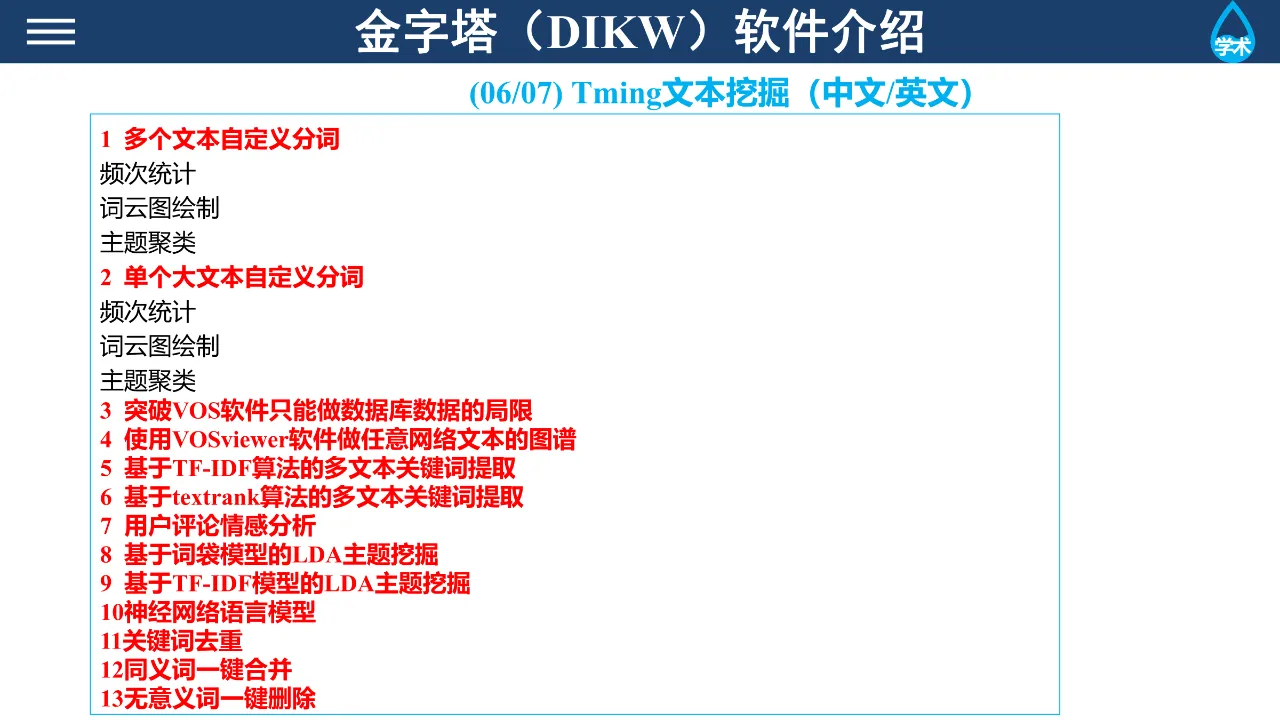 金字塔（DIKW）软件介绍
学术
(06/07) Tming文本挖掘（中文/英文）
1 多个文本自定义分词
频次统计
词云图绘制
主题聚类
2 单个大文本自定义分词
频次统计
词云图绘制
主题聚类
3 突破VOS软件只能做数据库数据的局限
4 使用VOSviewer软件做任意网络文本的图谱
5 基于TF-IDF算法的多文本关键词提取
6 基于textrank算法的多文本关键词提取
7 用户评论情感分析
8 基于词袋模型的LDA主题挖掘
9 基于TF-IDF模型的LDA主题挖掘
10神经网络语言模型
11关键词去重
12同义词一键合并
13无意义词一键删除